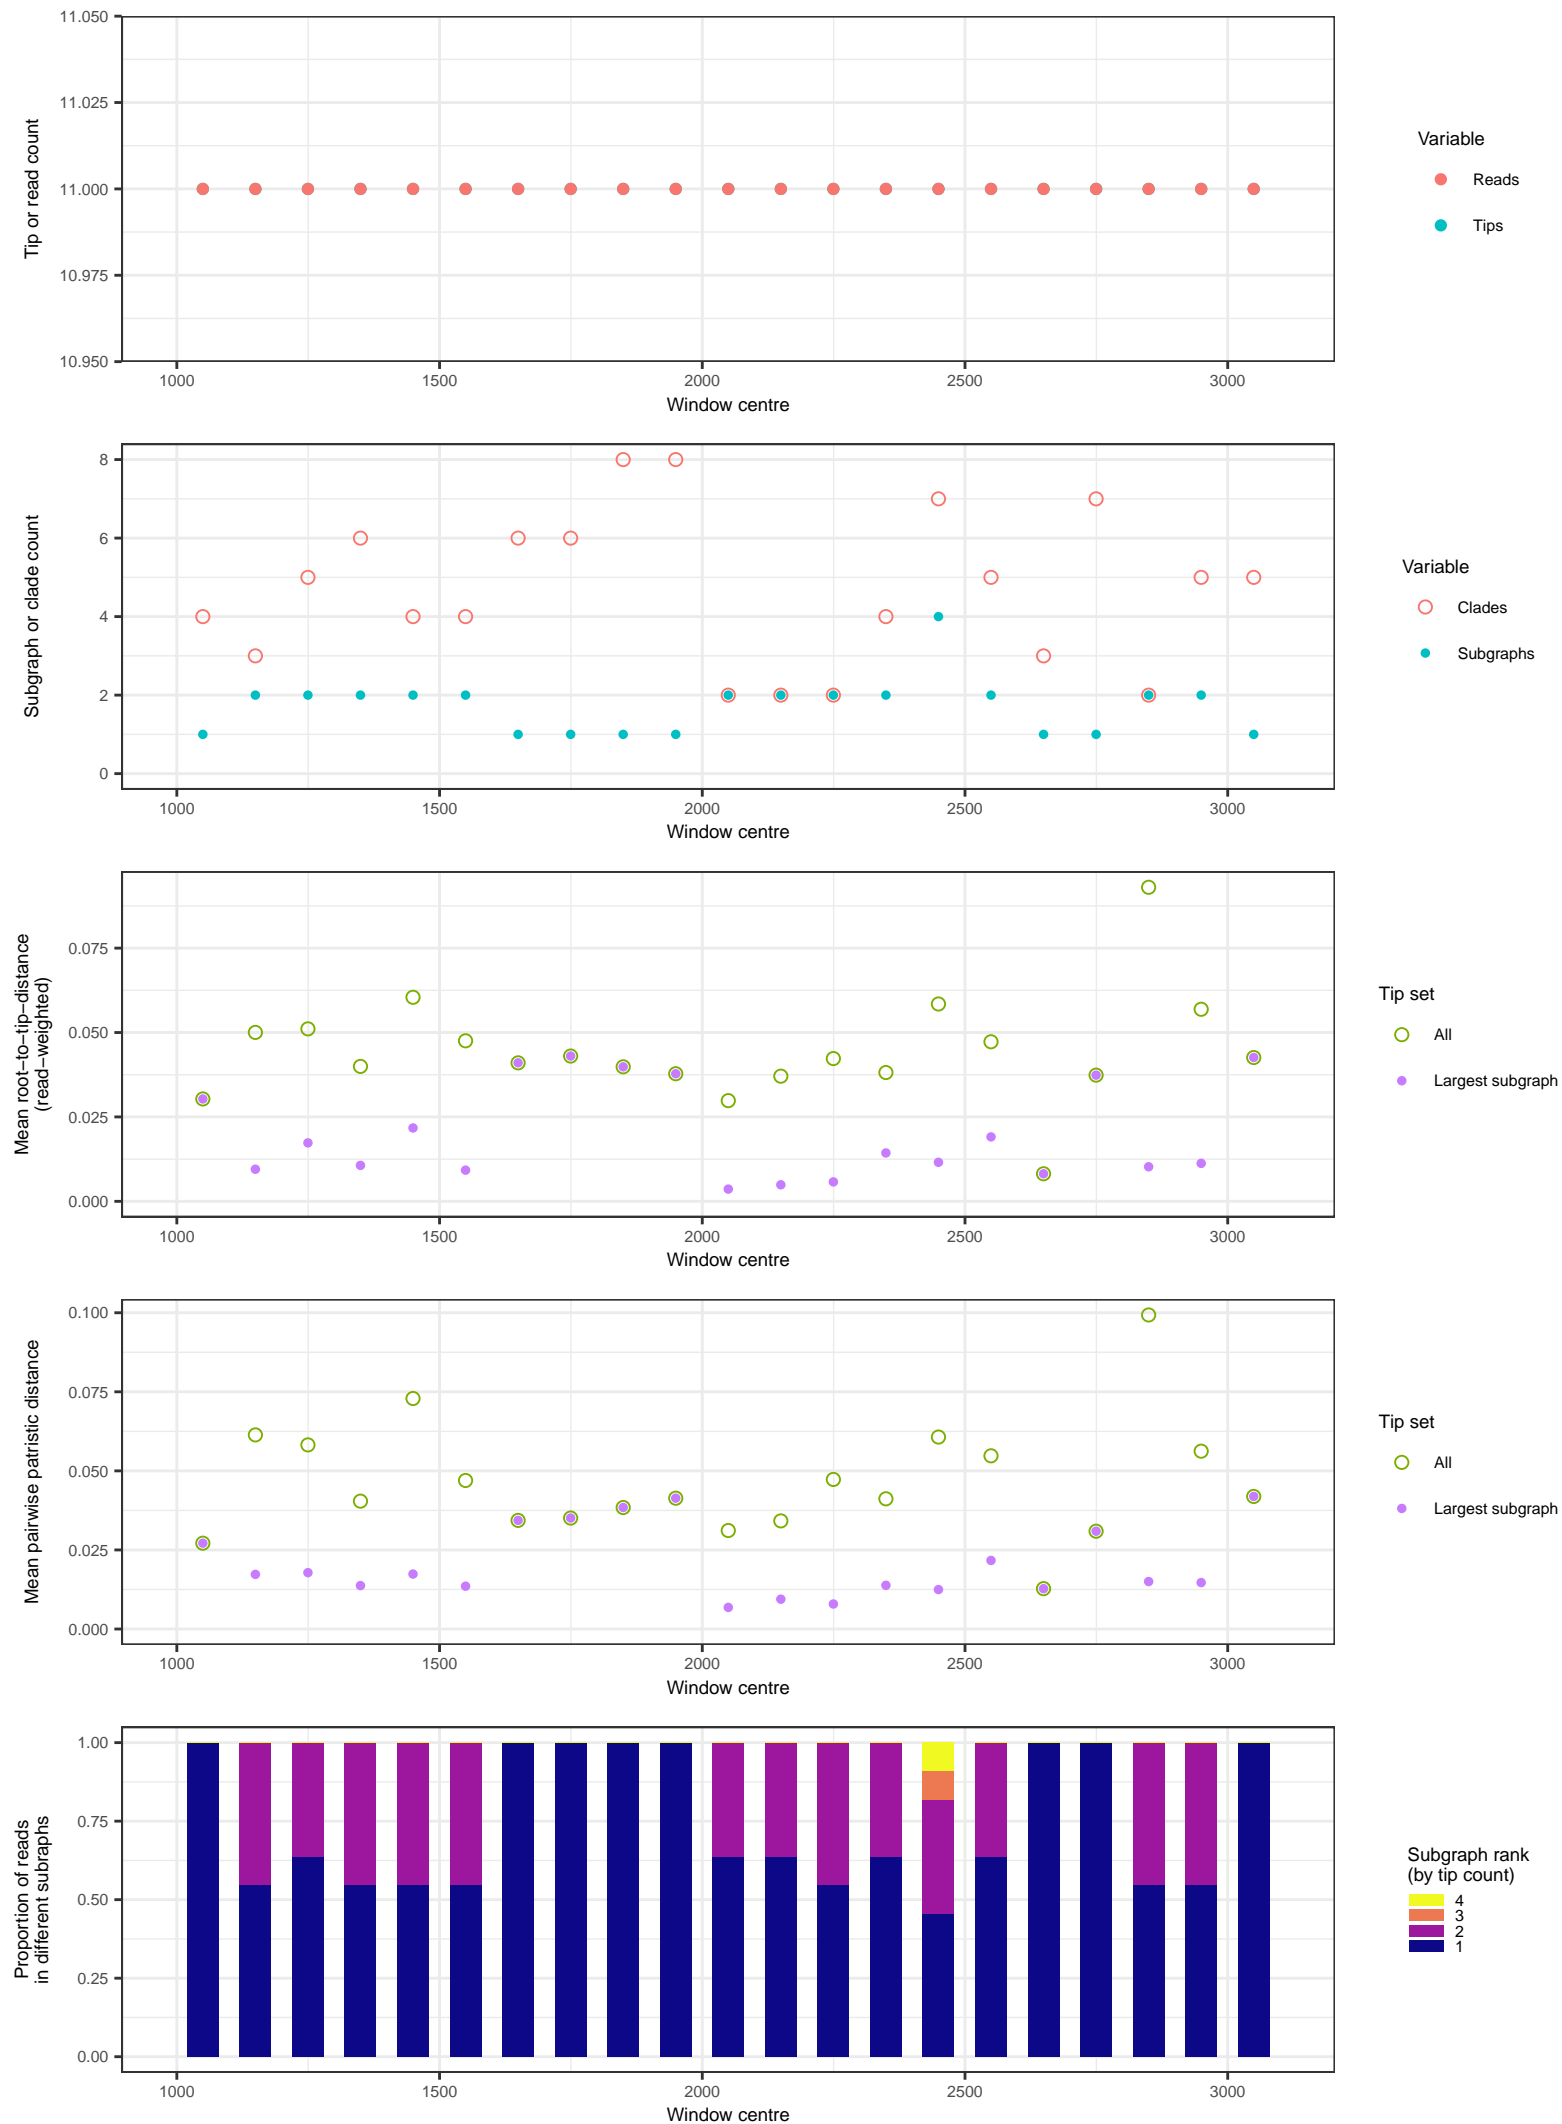 11.050
11.025
11.000
10.975
10.950
Tip or read count
1000 1500 2000 2500 3000
Window centre
Variable
Reads
Tips
8
6
4
2
0
Subgraph or clade count
1000 1500 2000 2500 3000
Window centre
Variable
Clades
Subgraphs
0.075
0.050
0.025
0.000
Mean root−to−tip−distance
(read−weighted)
1000 1500 2000 2500 3000
Window centre
Tip set
All
Largest subgraph
0.100
0.075
0.050
0.025
0.000
Mean pairwise patristic distance
1000 1500 2000 2500 3000
Window centre
Tip set
All
Largest subgraph
1.00
0.75
0.50
0.25
0.00
Proportion of reads
in different subraphs
1000 1500 2000 2500 3000
Window centre
Subgraph rank
(by tip count)
4
3
2
1